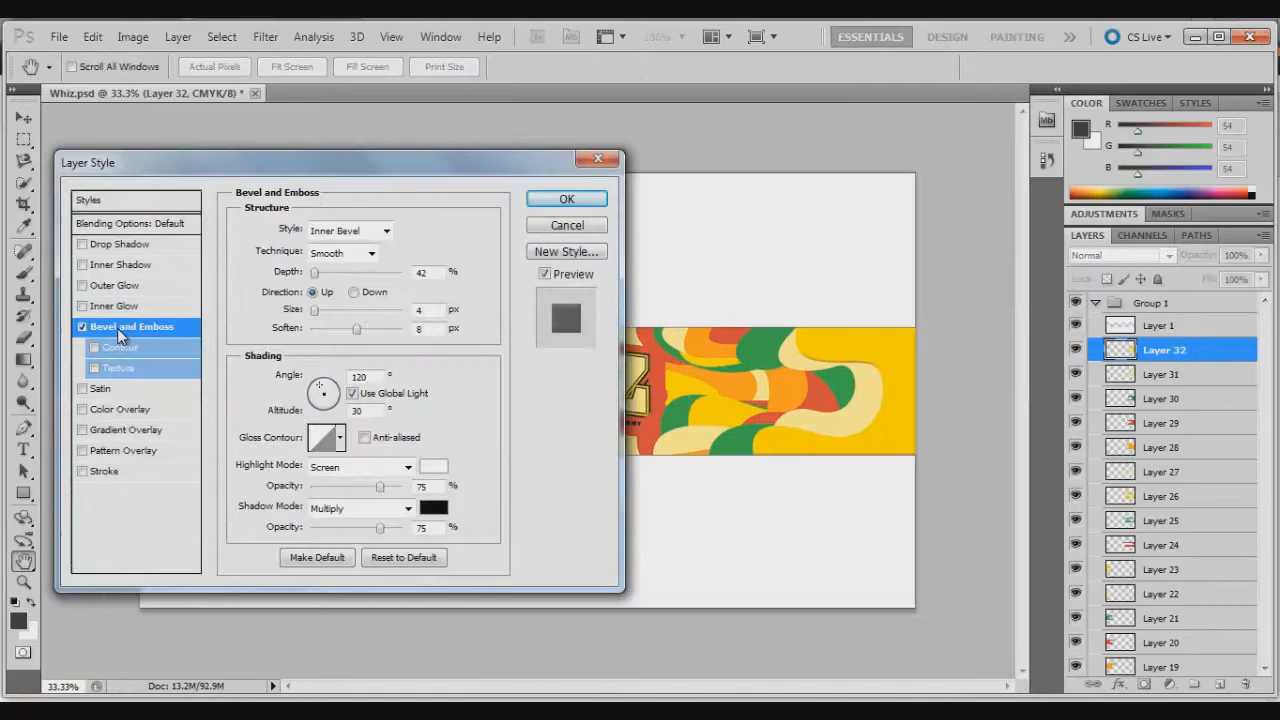 Ps File Edit Image Layer Select Filter Analysis 3D View Window Help Br Mb 100% ESSENTIALS DESIGN PAINTING CS Live
Scroll All Windows Actual Pixels Fit Screen Fill Screen Print Size
Whiz.psd @ 33.3% (Layer 32, CMYK/8) *
Layer Style
Styles
Blending Options: Default
Drop Shadow
Inner Shadow
Outer Glow
Inner Glow
Bevel and Emboss
Contour
Texture
Satin
Color Overlay
Gradient Overlay
Pattern Overlay
Stroke
Bevel and Emboss
Structure
Style: Inner Bevel
Technique: Smooth
Depth: 42 %
Direction: Up Down
Size: 4 px
Soften: 8 px
Shading
Angle: 120 °
Use Global Light
Altitude: 30 °
Gloss Contour: Anti-aliased
Highlight Mode: Screen
Opacity: 75 %
Shadow Mode: Multiply
Opacity: 75 %
Make Default Reset to Default
OK
Cancel
New Style...
Preview
Z
Mb
COLOR SWATCHES STYLES
R 54
G 54
B 54
ADJUSTMENTS MASKS
LAYERS CHANNELS PATHS
Normal Opacity: 100%
Lock: Fill: 100%
Group 1
Layer 1
Layer 32
Layer 31
Layer 30
Layer 29
Layer 28
Layer 27
Layer 26
Layer 25
Layer 24
Layer 23
Layer 22
Layer 21
Layer 20
Layer 19
33.33% Doc: 13.2M/92.9M